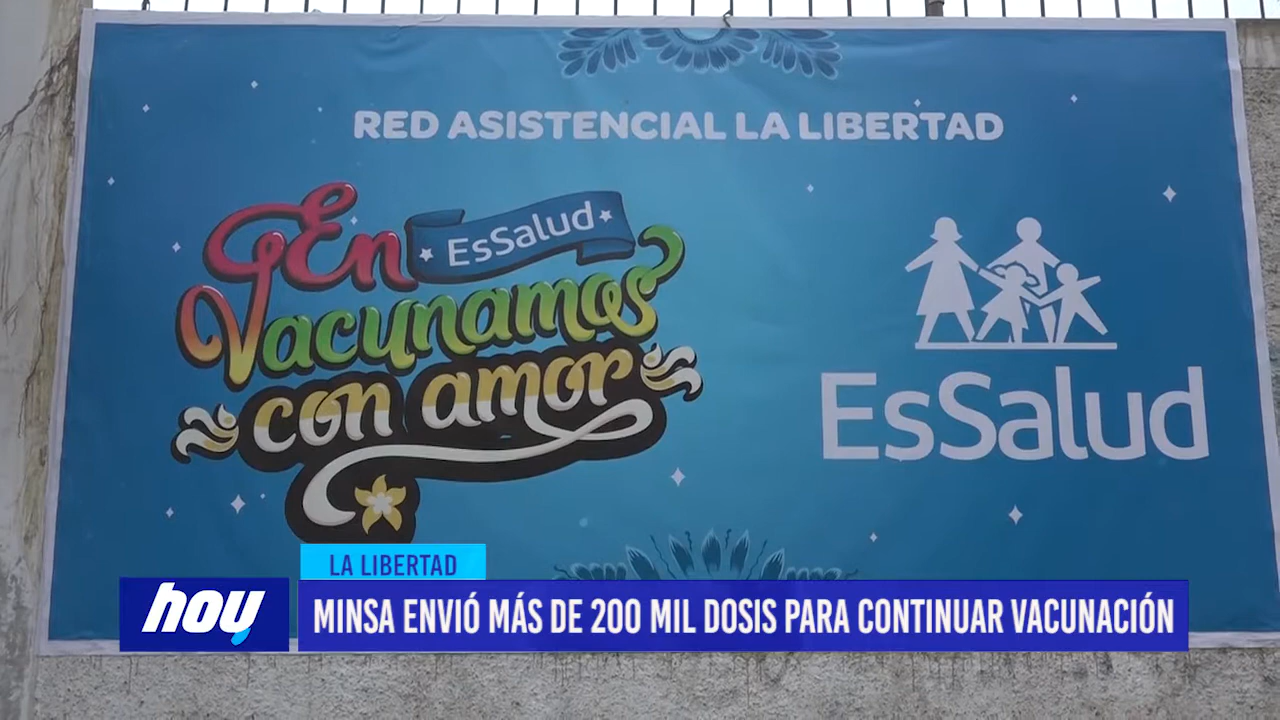 RED ASISTENCIAL LA LIBERTAD
En EsSalud
Vacunamos
con amor
EsSalud
LA LIBERTAD
hoy
MINSA ENVIÓ MÁS DE 200 MIL DOSIS PARA CONTINUAR VACUNACIÓN